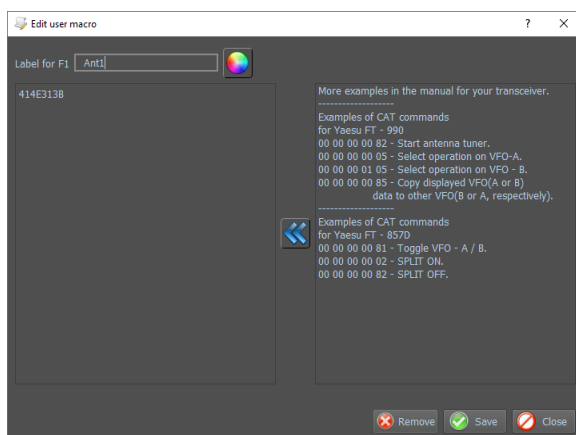 Edit user macro
Label for F1 Ant1
414E313B
More examples in the manual for your transceiver.
-------------------
Examples of CAT commands
for Yaesu FT - 990
00 00 00 00 82 - Start antenna tuner.
00 00 00 00 05 - Select operation on VFO-A.
00 00 00 01 05 - Select operation on VFO - B.
00 00 00 00 85 - Copy displayed VFO(A or B)
data to other VFO(B or A, respectively).
-------------------
Examples of CAT commands
for Yaesu FT - 857D
00 00 00 00 81 - Toggle VFO - A / B.
00 00 00 00 02 - SPLIT ON.
00 00 00 00 82 - SPLIT OFF.
Remove Save Close